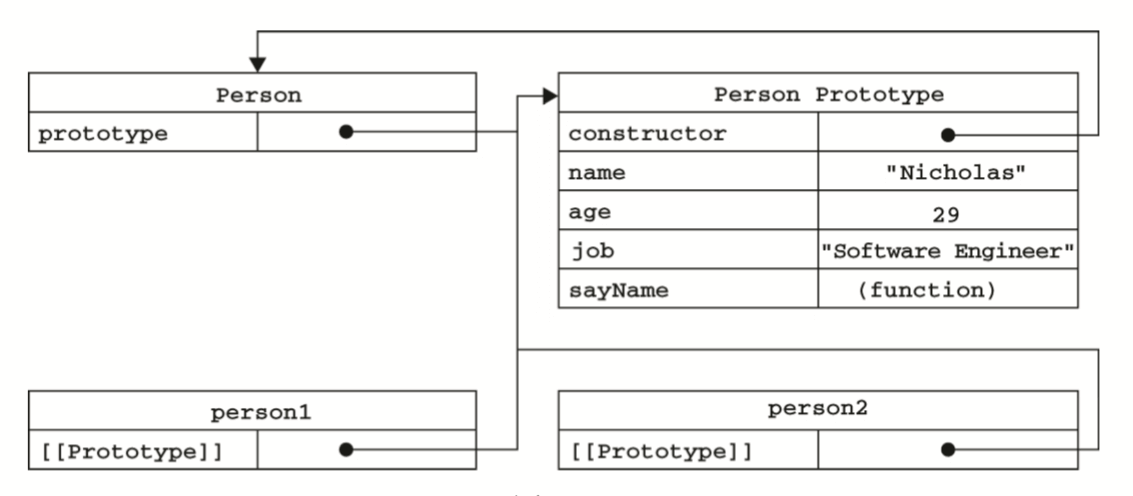 Person
prototype
Person Prototype
constructor
name "Nicholas"
age 29
job "Software Engineer"
sayName (function)
person1
[[Prototype]]
person2
[[Prototype]]